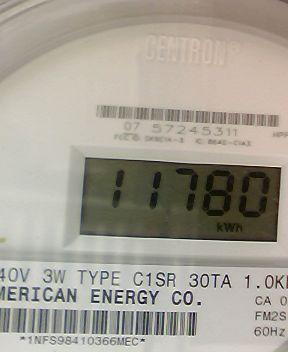 CENTRON®
07 57245311
11780
kWh
40V 3W TYPE C1SR 30TA 1.0K
MERICAN ENERGY CO.
CA 0
FM2S
60Hz
*1NFS98410366MEC*